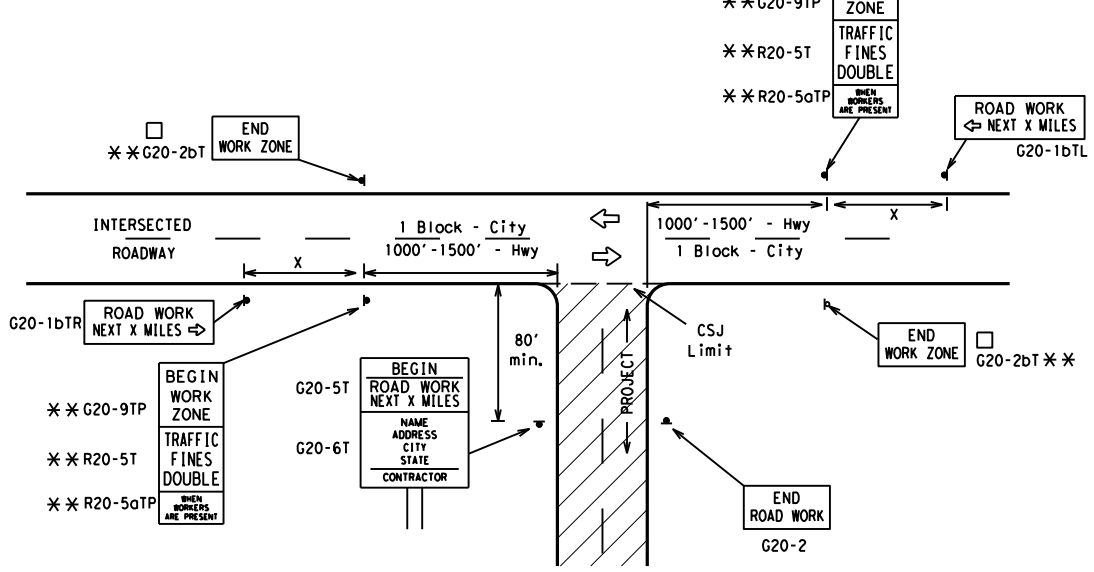 **G20-9TP
ZONE
**R20-5T
TRAFFIC
FINES
DOUBLE
**R20-5aTP
WHEN
WORKERS
ARE PRESENT
ROAD WORK
⇦ NEXT X MILES
G20-1bTL
END
WORK ZONE
□
**G20-2bT
INTERSECTED
ROADWAY
1 Block - City
1000'-1500' - Hwy
X
1000'-1500' - Hwy
1 Block - City
X
ROAD WORK
NEXT X MILES ⇨
G20-1bTR
80'
min.
CSJ
Limit
PROJECT
END
WORK ZONE
□
G20-2bT**
BEGIN
WORK
ZONE
**G20-9TP
TRAFFIC
FINES
DOUBLE
**R20-5T
WHEN
WORKERS
ARE PRESENT
**R20-5aTP
G20-5T
BEGIN
ROAD WORK
NEXT X MILES
G20-6T
NAME
ADDRESS
CITY
STATE
CONTRACTOR
END
ROAD WORK
G20-2